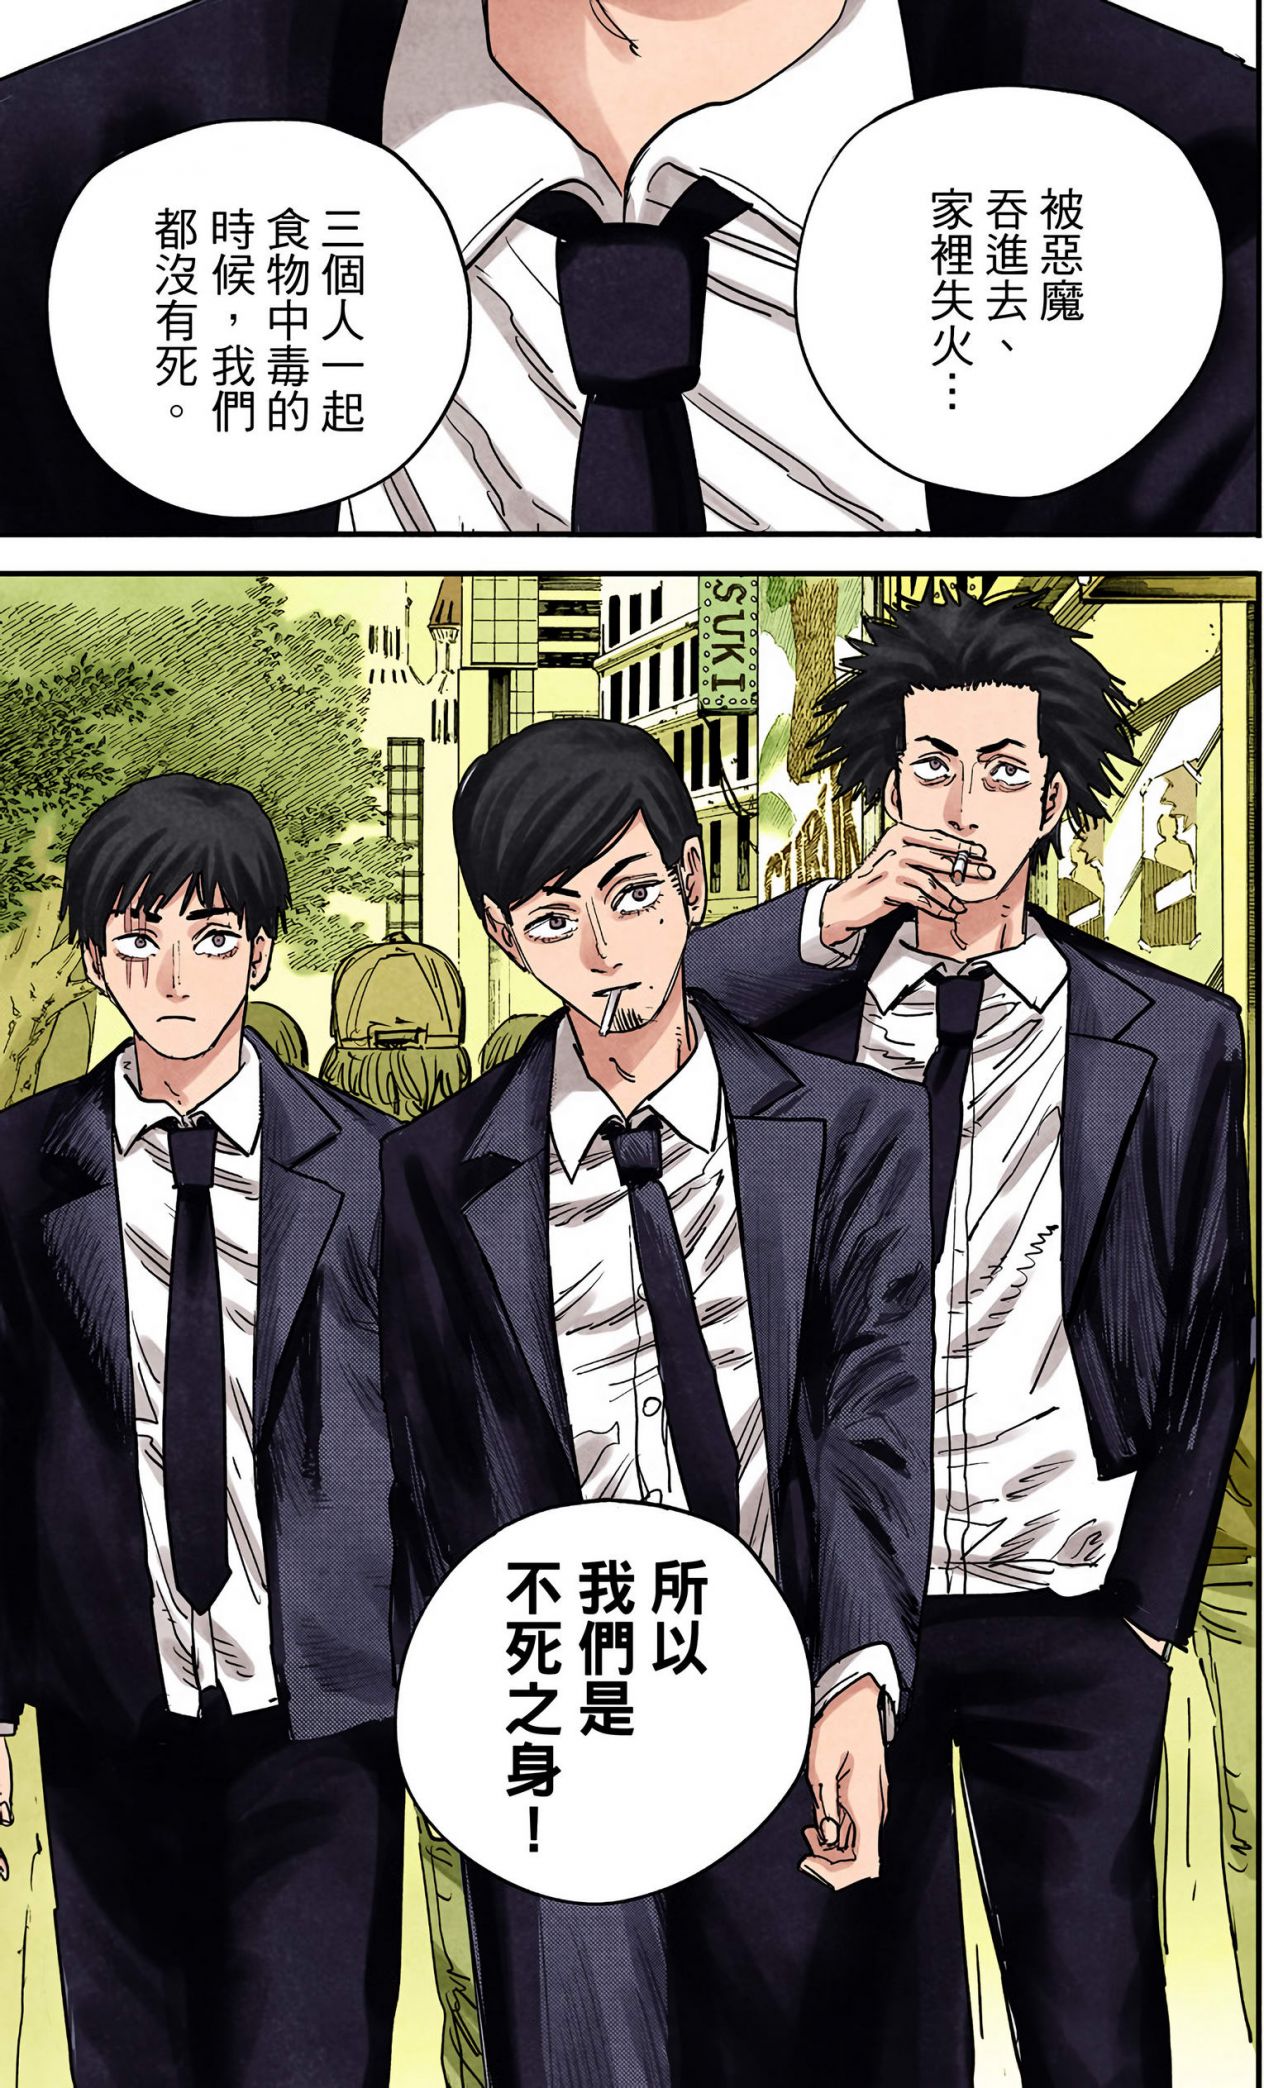 被惡魔
吞進去、
家裡失火…
三個人一起
食物中毒的
時候，我們
都沒有死。
SUKI
所以
我們是
不死之身！